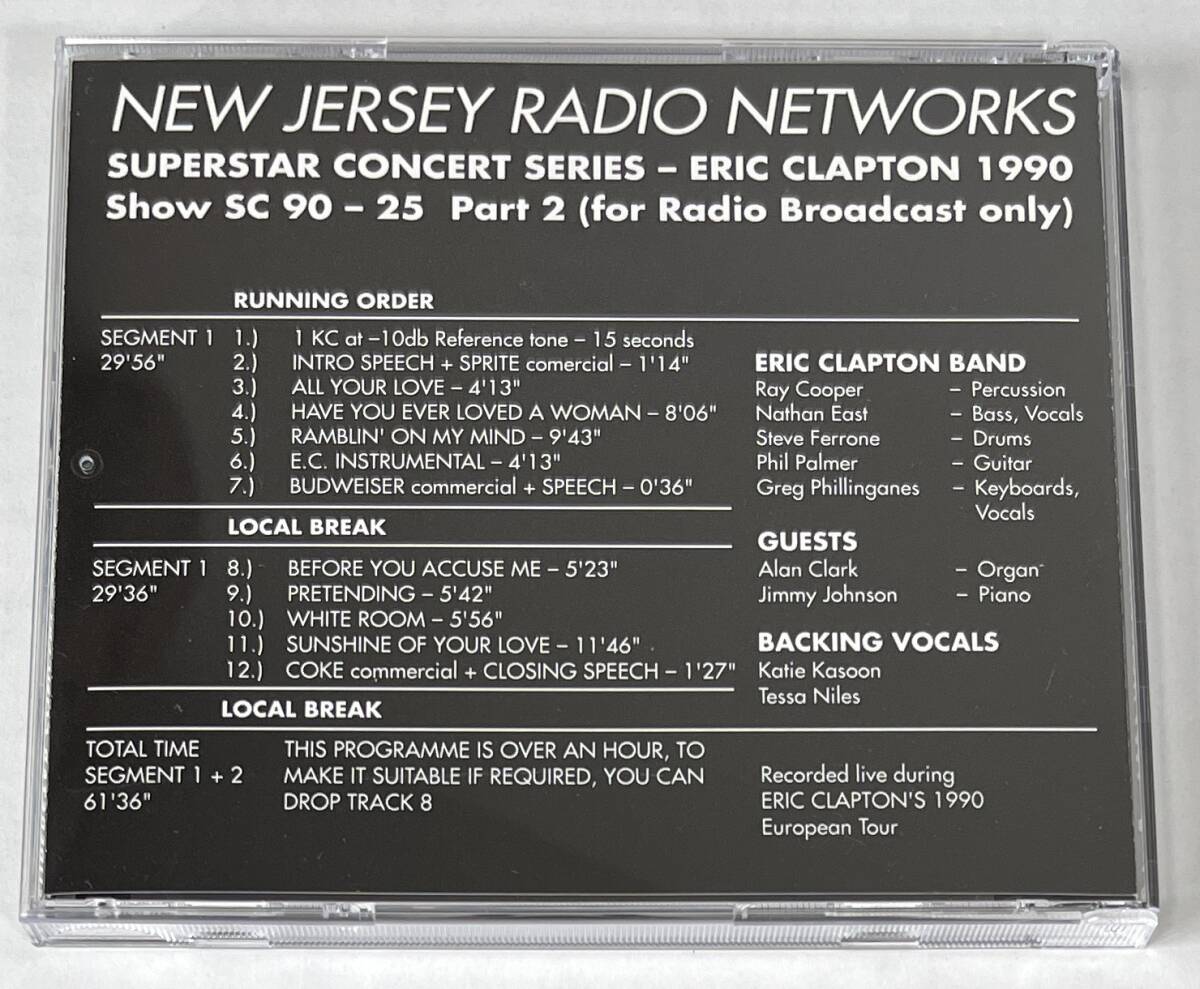 NEW JERSEY RADIO NETWORKS
SUPERSTAR CONCERT SERIES – ERIC CLAPTON 1990
Show SC 90 – 25 Part 2 (for Radio Broadcast only)
RUNNING ORDER
SEGMENT 1 1.) 1 KC at –10db Reference tone – 15 seconds
29'56" 2.) INTRO SPEECH + SPRITE comercial – 1'14"
3.) ALL YOUR LOVE – 4'13"
4.) HAVE YOU EVER LOVED A WOMAN – 8'06"
5.) RAMBLIN' ON MY MIND – 9'43"
6.) E.C. INSTRUMENTAL – 4'13"
7.) BUDWEISER commercial + SPEECH – 0'36"
LOCAL BREAK
SEGMENT 1 8.) BEFORE YOU ACCUSE ME – 5'23"
29'36" 9.) PRETENDING – 5'42"
10.) WHITE ROOM – 5'56"
11.) SUNSHINE OF YOUR LOVE – 11'46"
12.) COKE commercial + CLOSING SPEECH – 1'27"
LOCAL BREAK
TOTAL TIME
SEGMENT 1 + 2
61'36"
THIS PROGRAMME IS OVER AN HOUR, TO
MAKE IT SUITABLE IF REQUIRED, YOU CAN
DROP TRACK 8
ERIC CLAPTON BAND
Ray Cooper – Percussion
Nathan East – Bass, Vocals
Steve Ferrone – Drums
Phil Palmer – Guitar
Greg Phillinganes – Keyboards,
Vocals
GUESTS
Alan Clark – Organ
Jimmy Johnson – Piano
BACKING VOCALS
Katie Kasoon
Tessa Niles
Recorded live during
ERIC CLAPTON'S 1990
European Tour